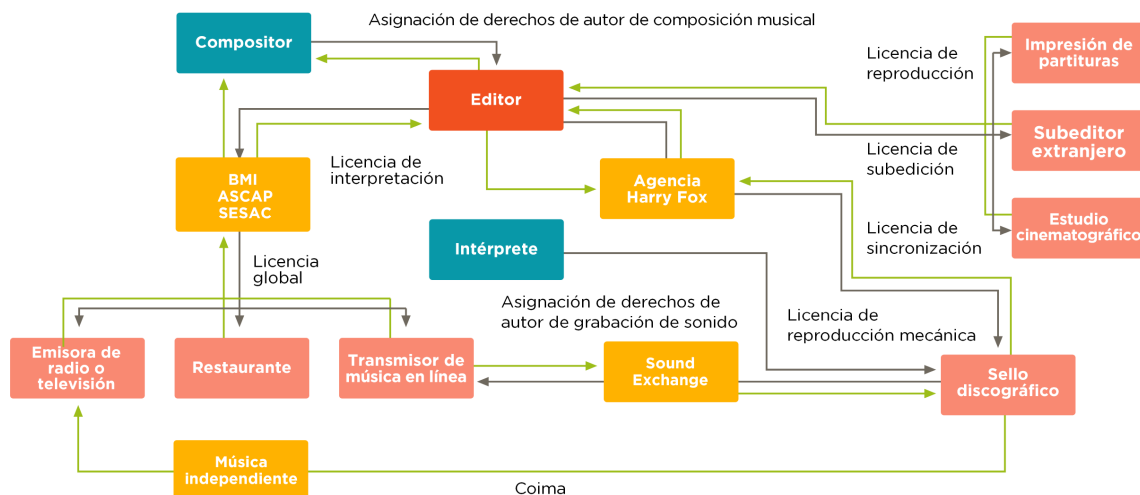 Asignación de derechos de autor de composición musical
Compositor
Licencia de
reproducción
Impresión de
partituras
Editor
Licencia de
interpretación
Licencia de
subedición
Subeditor
extranjero
BMI
ASCAP
SESAC
Agencia
Harry Fox
Licencia de
sincronización
Estudio
cinematográfico
Intérprete
Licencia
global
Asignación de derechos de
autor de grabación de sonido
Licencia de
reproducción mecánica
Emisora de
radio o
televisión
Restaurante
Transmisor de
música en línea
Sound
Exchange
Sello
discográfico
Música
independiente
Coima